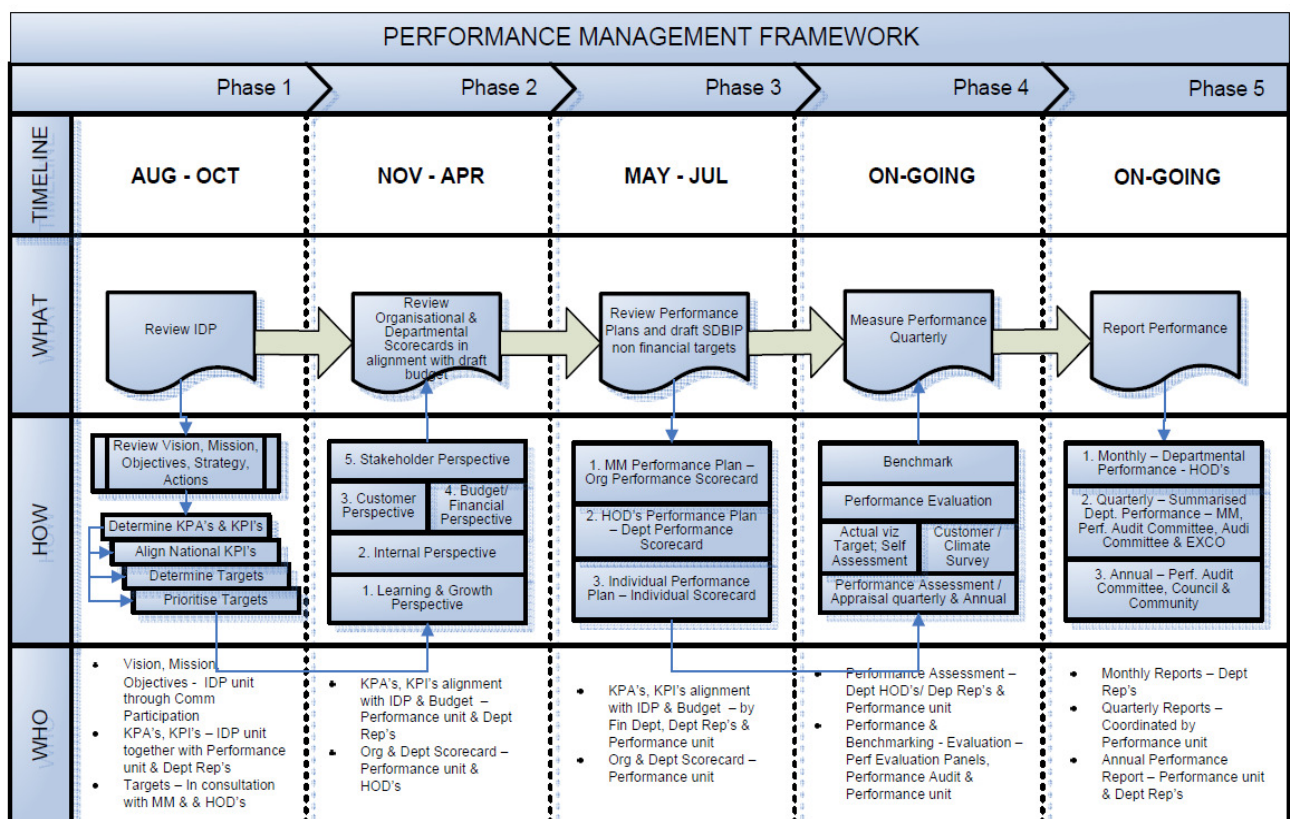 PERFORMANCE MANAGEMENT FRAMEWORK
Phase 1
Phase 2
Phase 3
Phase 4
Phase 5
TIMELINE
AUG - OCT
NOV - APR
MAY - JUL
ON-GOING
ON-GOING
WHAT
Review IDP
Review
Organisational &
Departmental
Scorecards in
alignment with draft
budget
Review Performance
Plans and draft SDBIP
non financial targets
Measure Performance
Quarterly
Report Performance
HOW
Review Vision, Mission,
Objectives, Strategy,
Actions
Determine KPA's & KPI's
Align National KPI's
Determine Targets
Prioritise Targets
5. Stakeholder Perspective
3. Customer
Perspective
4. Budget/
Financial
Perspective
2. Internal Perspective
1. Learning & Growth
Perspective
1. MM Performance Plan –
Org Performance Scorecard
2. HOD's Performance Plan
– Dept Performance
Scorecard
3. Individual Performance
Plan – Individual Scorecard
Benchmark
Performance Evaluation
Actual viz
Target; Self
Assessment
Customer /
Climate
Survey
Performance Assessment /
Appraisal quarterly & Annual
1. Monthly – Departmental
Performance - HOD's
2. Quarterly – Summarised
Dept. Performance – MM,
Perf. Audit Committee, Audi
Committee & EXCO
3. Annual – Perf. Audit
Committee, Council &
Community
WHO
• Vision, Mission,
Objectives - IDP unit
through Comm
Participation
• KPA's, KPI's – IDP unit
together with Performance
unit & Dept Rep's
• Targets – In consultation
with MM & & HOD's
• KPA's, KPI's alignment
with IDP & Budget –
Performance unit & Dept
Rep's
• Org & Dept Scorecard –
Performance unit &
HOD's
• KPA's, KPI's alignment
with IDP & Budget – by
Fin Dept, Dept Rep's &
Performance unit
• Org & Dept Scorecard –
Performance unit
• Performance Assessment –
Dept HOD's/ Dep Rep's &
Performance unit
• Performance &
Benchmarking - Evaluation –
Perf Evaluation Panels,
Performance Audit &
Performance unit
• Monthly Reports – Dept
Rep's
• Quarterly Reports –
Coordinated by
Performance unit
• Annual Performance
Report – Performance unit
& Dept Rep's